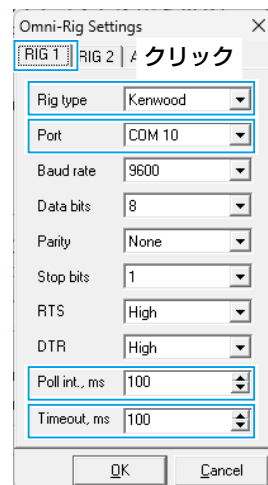 Omni-Rig Settings
RIG 1 RIG 2 A クリック
Rig type Kenwood
Port COM 10
Baud rate 9600
Data bits 8
Parity None
Stop bits 1
RTS High
DTR High
Poll int., ms 100
Timeout, ms 100
OK Cancel